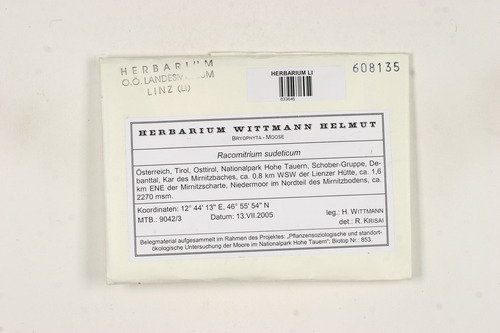 HERBARIUM
O.Ö. LANDESMUSEUM
LINZ (LI)
HERBARIUM LI
608135
HERBARIUM WITTMANN HELMUT
BRYOPHYTA - MOOSE
Racomitrium sudeticum
Österreich, Tirol, Osttirol, Nationalpark Hohe Tauern, Schober-Gruppe, De-
banttal, Kar des Mirnitzbaches, ca. 0,8 km WSW der Lienzer Hütte, ca. 1,6
km ENE der Mirnitzscharte, Niedermoor im Nordteil des Mirnitzbodens, ca.
2270 msm.
Koordinaten: 12° 44' 13" E, 46° 55' 54" N
MTB.: 9042/3 Datum: 13.VII.2005
leg.: H. WITTMANN
det.: R. KRISAI
Belegmaterial aufgesammelt im Rahmen des Projektes: „Pflanzensoziologische und standort-
ökologische Untersuchung der Moore im Nationalpark Hohe Tauern"; Biotop Nr.: 853